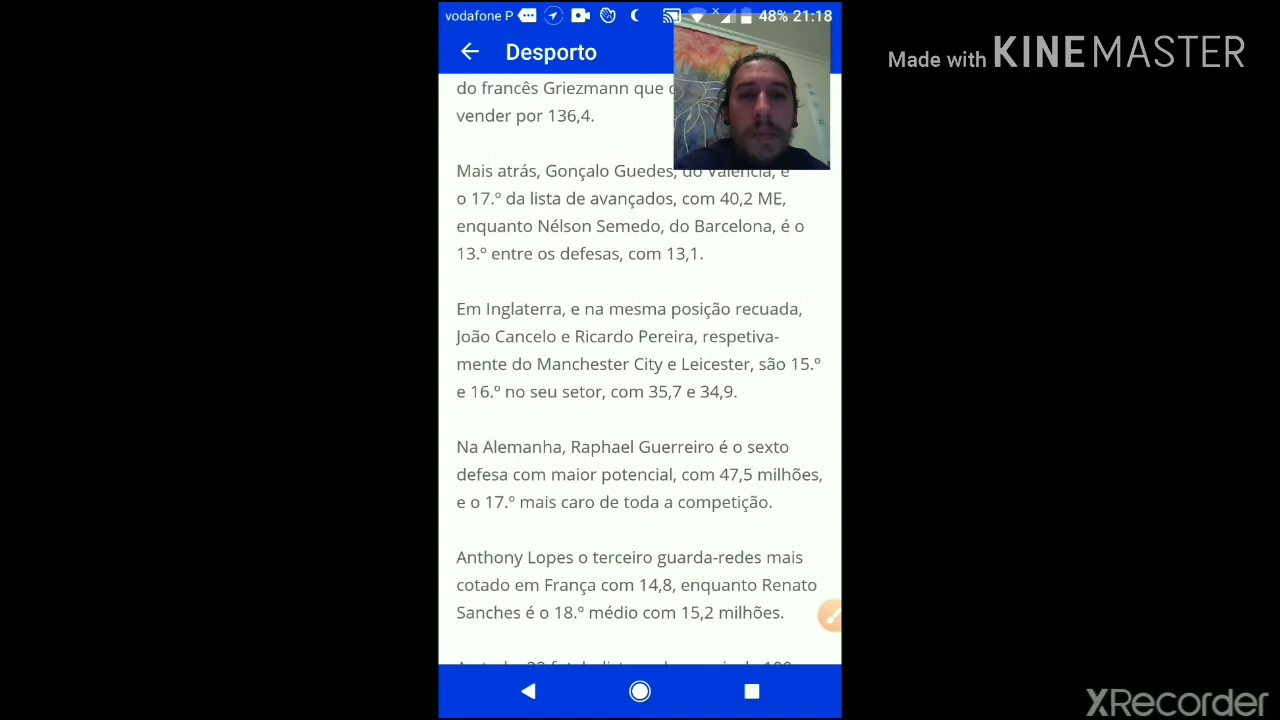 vodafone P
48% 21:18
Made with KINEMASTER
Desporto
do francês Griezmann que
vender por 136,4.
Mais atrás, Gonçalo Guedes, do Valência, é
o 17.º da lista de avançados, com 40,2 ME,
enquanto Nélson Semedo, do Barcelona, é o
13.º entre os defesas, com 13,1.
Em Inglaterra, e na mesma posição recuada,
João Cancelo e Ricardo Pereira, respetiva-
mente do Manchester City e Leicester, são 15.º
e 16.º no seu setor, com 35,7 e 34,9.
Na Alemanha, Raphael Guerreiro é o sexto
defesa com maior potencial, com 47,5 milhões,
e o 17.º mais caro de toda a competição.
Anthony Lopes o terceiro guarda-redes mais
cotado em França com 14,8, enquanto Renato
Sanches é o 18.º médio com 15,2 milhões.
XRecorder